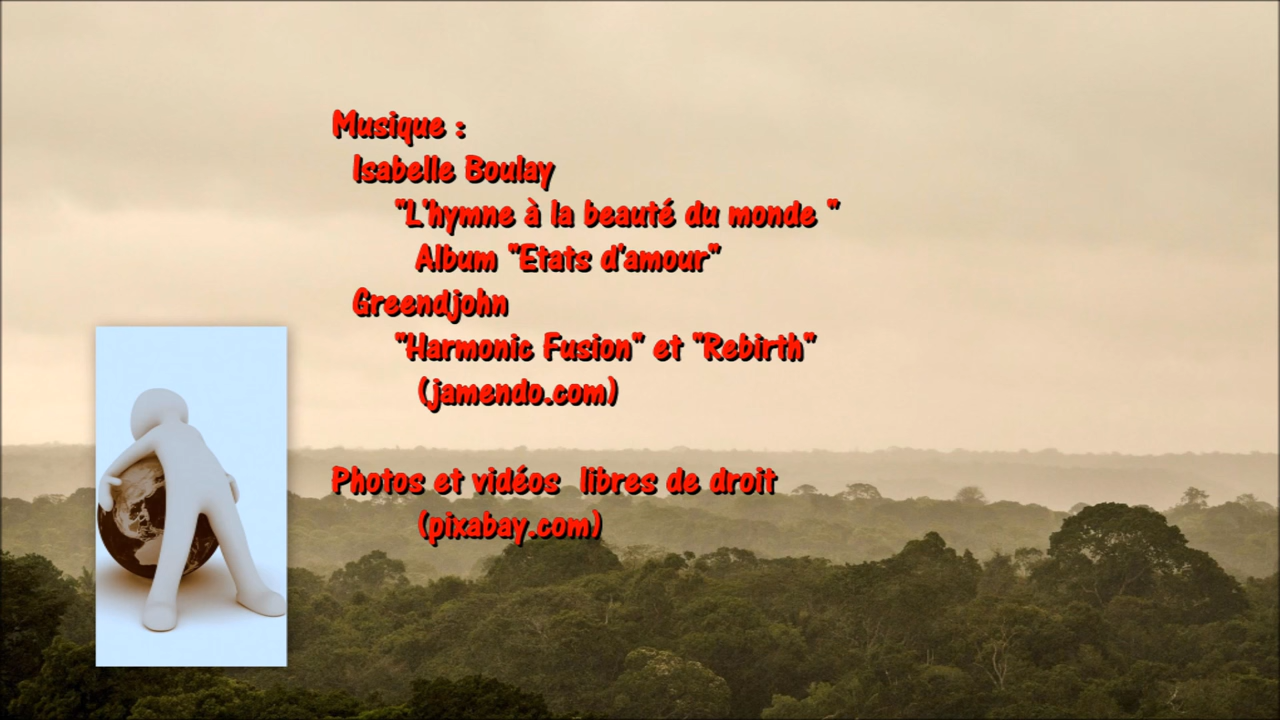 Musique :
Isabelle Boulay
"L'hymne à la beauté du monde "
Album "Etats d'amour"
Greendjohn
"Harmonic Fusion" et "Rebirth"
(jamendo.com)
Photos et vidéos libres de droit
(pixabay.com)